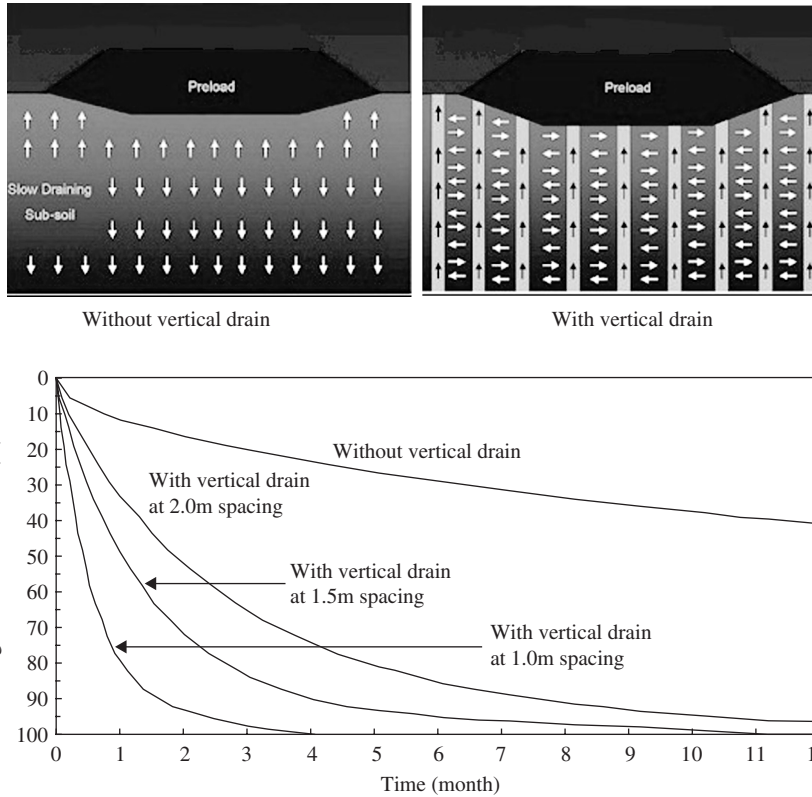 Preload
Slow Draining
Sub-soil
Without vertical drain
Preload
With vertical drain
0
10
20
30
40
50
60
70
80
90
100
Without vertical drain
With vertical drain
at 2.0m spacing
With vertical drain
at 1.5m spacing
With vertical drain
at 1.0m spacing
0 1 2 3 4 5 6 7 8 9 10 11
Time (month)